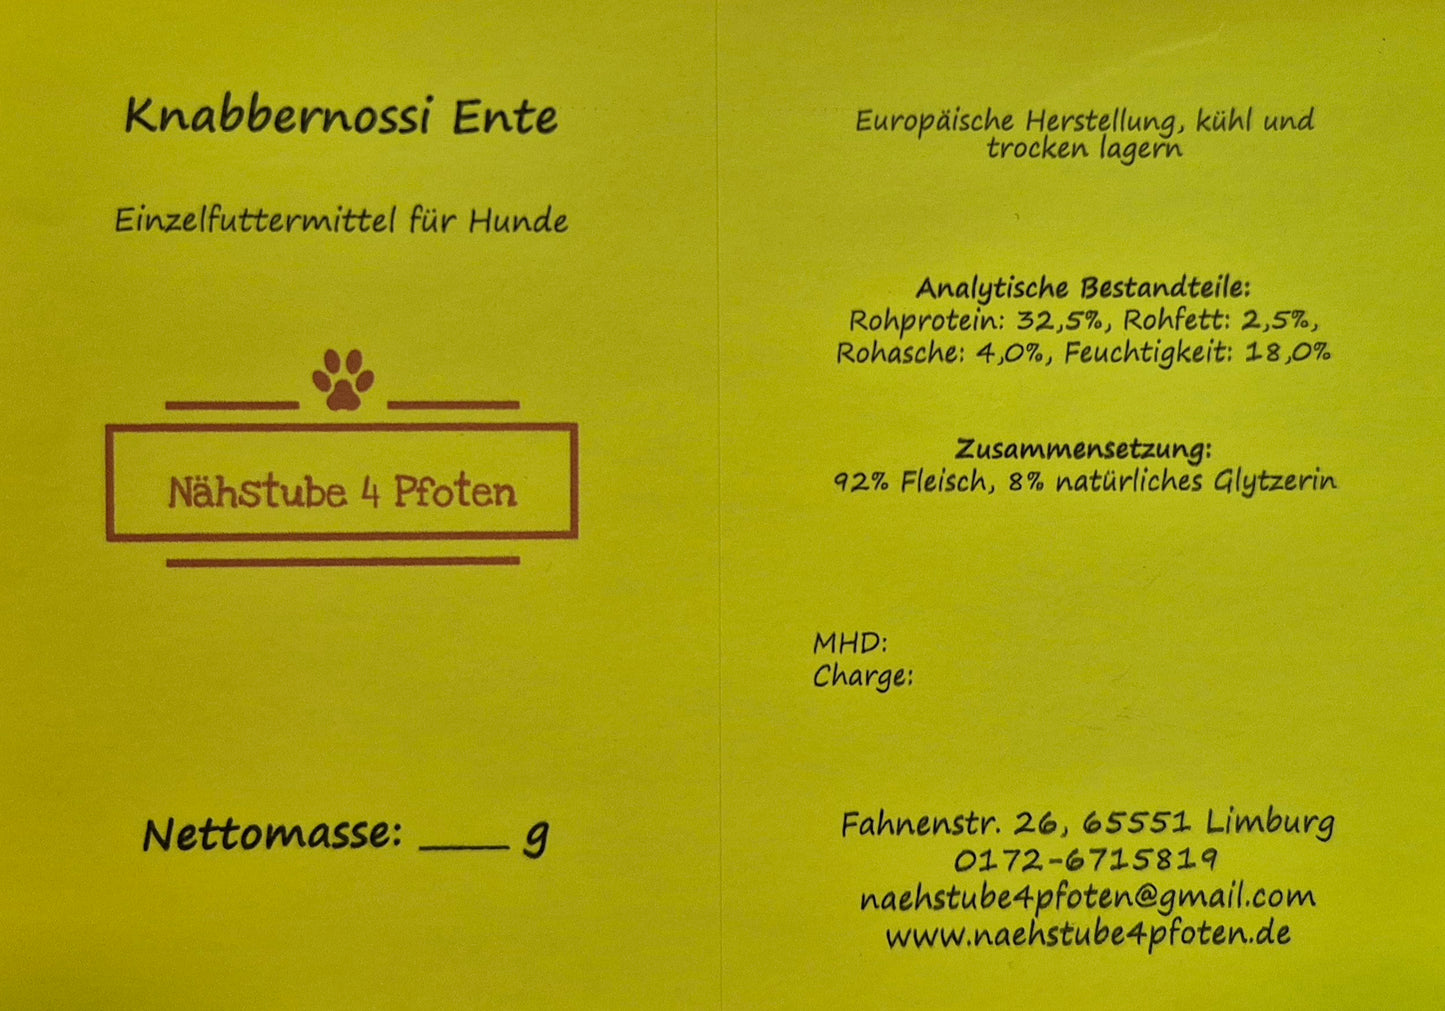 Knabbernossi Ente
Einzelfuttermittel für Hunde
Nähstube 4 Pfoten
Nettomasse: ____ g
Europäische Herstellung, kühl und
trocken lagern
Analytische Bestandteile:
Rohprotein: 32,5%, Rohfett: 2,5%,
Rohasche: 4,0%, Feuchtigkeit: 18,0%
Zusammensetzung:
92% Fleisch, 8% natürliches Glytzerin
MHD:
Charge:
Fahnenstr. 26, 65551 Limburg
0172-6715819
naehstube4pfoten@gmail.com
www.naehstube4pfoten.de